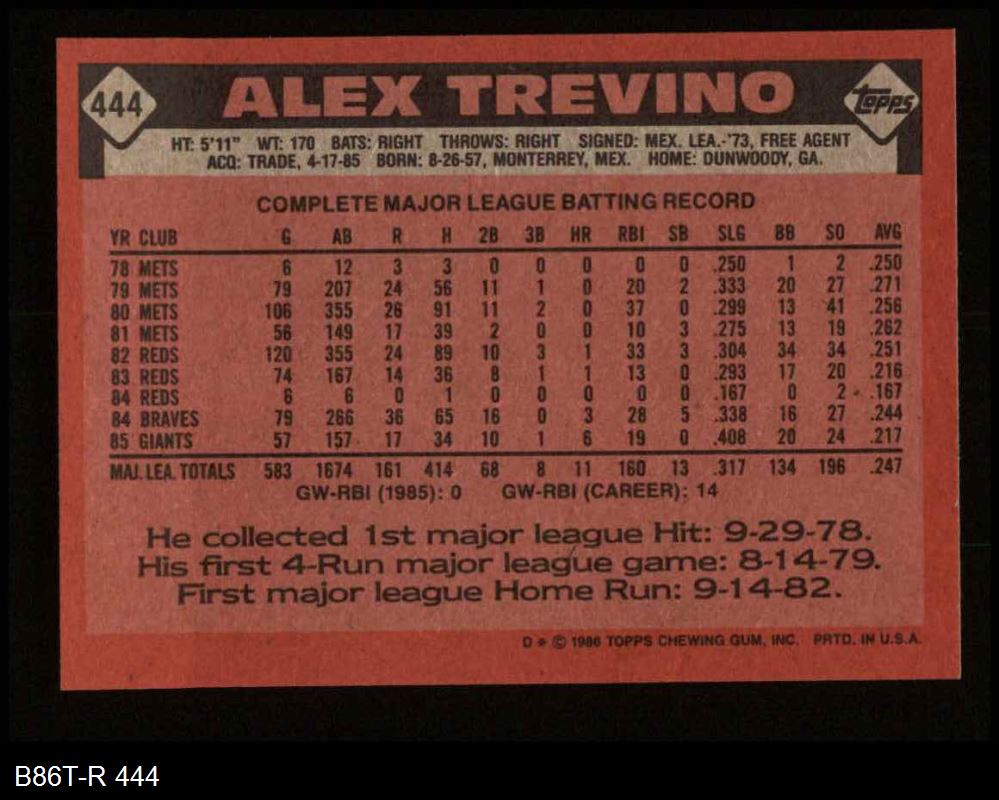 444 ALEX TREVINO Topps
HT: 5'11" WT: 170 BATS: RIGHT THROWS: RIGHT SIGNED: MEX. LEA.-'73, FREE AGENT
ACQ: TRADE, 4-17-85 BORN: 8-26-57, MONTERREY, MEX. HOME: DUNWOODY, GA.
COMPLETE MAJOR LEAGUE BATTING RECORD
YR CLUB G AB R H 2B 3B HR RBI SB SLG BB SO AVG
78 METS 6 12 3 3 0 0 0 0 0 .250 1 2 .250
79 METS 79 207 24 56 11 1 0 20 2 .333 20 27 .271
80 METS 106 355 26 91 11 2 0 37 0 .299 13 41 .256
81 METS 56 149 17 39 2 0 0 10 3 .275 13 19 .262
82 REDS 120 355 24 89 10 3 1 33 3 .304 34 34 .251
83 REDS 74 167 14 36 8 1 1 13 0 .293 17 20 .216
84 REDS 6 6 0 1 0 0 0 0 0 .167 0 2 .167
84 BRAVES 79 266 36 65 16 0 3 28 5 .338 16 27 .244
85 GIANTS 57 157 17 34 10 1 6 19 0 .408 20 24 .217
MAJ. LEA. TOTALS 583 1674 161 414 68 8 11 160 13 .317 134 196 .247
GW-RBI (1985): 0 GW-RBI (CAREER): 14
He collected 1st major league Hit: 9-29-78.
His first 4-Run major league game: 8-14-79.
First major league Home Run: 9-14-82.
D * © 1986 TOPPS CHEWING GUM, INC. PRTD. IN U.S.A.
B86T-R 444